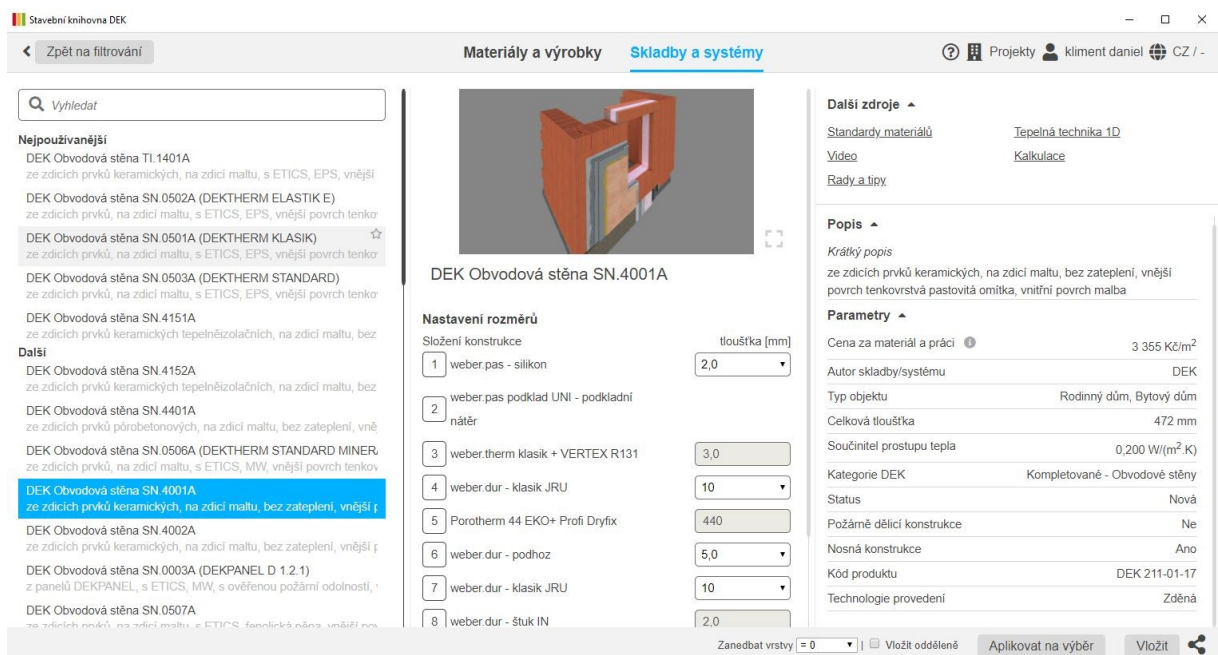 Stavební knihovna DEK
Zpět na filtrování
Materiály a výrobky
Skladby a systémy
Projekty
kliment daniel
CZ / -
Vyhledat
Nejpoužívanější
DEK Obvodová stěna TI.1401A
ze zdicích prvků keramických, na zdicí maltu, s ETICS, EPS, vnější
DEK Obvodová stěna SN.0502A (DEKTHERM ELASTIK E)
ze zdicích prvků, na zdicí maltu, s ETICS, EPS, vnější povrch tenko
DEK Obvodová stěna SN.0501A (DEKTHERM KLASIK)
ze zdicích prvků, na zdicí maltu, s ETICS, EPS, vnější povrch tenko
DEK Obvodová stěna SN.0503A (DEKTHERM STANDARD)
ze zdicích prvků, na zdicí maltu, s ETICS, EPS, vnější povrch tenko
DEK Obvodová stěna SN.4151A
ze zdicích prvků keramických tepelněizolačních, na zdicí maltu, bez
Další
DEK Obvodová stěna SN.4152A
ze zdicích prvků keramických tepelněizolačních, na zdicí maltu, bez
DEK Obvodová stěna SN.4401A
ze zdicích prvků pórobetonových, na zdicí maltu, bez zateplení, vně
DEK Obvodová stěna SN.0506A (DEKTHERM STANDARD MINER
ze zdicích prvků, na zdicí maltu, s ETICS, MW, vnější povrch tenkov
DEK Obvodová stěna SN.4001A
ze zdicích prvků keramických, na zdicí maltu, bez zateplení, vnější p
DEK Obvodová stěna SN.4002A
ze zdicích prvků keramických, na zdicí maltu, bez zateplení, vnější p
DEK Obvodová stěna SN.0003A (DEKPANEL D 1.2.1)
z panelů DEKPANEL, s ETICS, MW, s ověřenou požární odolností,
DEK Obvodová stěna SN.0507A
ze zdicích prvků, na zdicí maltu, s ETICS, fenolická pěna, vnější pov
DEK Obvodová stěna SN.4001A
Nastavení rozměrů
Složení konstrukce tloušťka [mm]
1 weber.pas - silikon 2,0
2 weber.pas podklad UNI - podkladní
nátěr
3 weber.therm klasik + VERTEX R131 3,0
4 weber.dur - klasik JRU 10
5 Porotherm 44 EKO+ Profi Dryfix 440
6 weber.dur - podhoz 5,0
7 weber.dur - klasik JRU 10
8 weber.dur - štuk IN 2,0
Další zdroje
Standardy materiálů Tepelná technika 1D
Video Kalkulace
Rady a tipy
Popis
Krátký popis
ze zdicích prvků keramických, na zdicí maltu, bez zateplení, vnější
povrch tenkovrstvá pastovitá omítka, vnitřní povrch malba
Parametry
Cena za materiál a práci 3 355 Kč/m²
Autor skladby/systému DEK
Typ objektu Rodinný dům, Bytový dům
Celková tloušťka 472 mm
Součinitel prostupu tepla 0,200 W/(m².K)
Kategorie DEK Kompletované - Obvodové stěny
Status Nová
Požárně dělicí konstrukce Ne
Nosná konstrukce Ano
Kód produktu DEK 211-01-17
Technologie provedení Zděná
Zanedbat vrstvy = 0 | Vložit odděleně Aplikovat na výběr Vložit